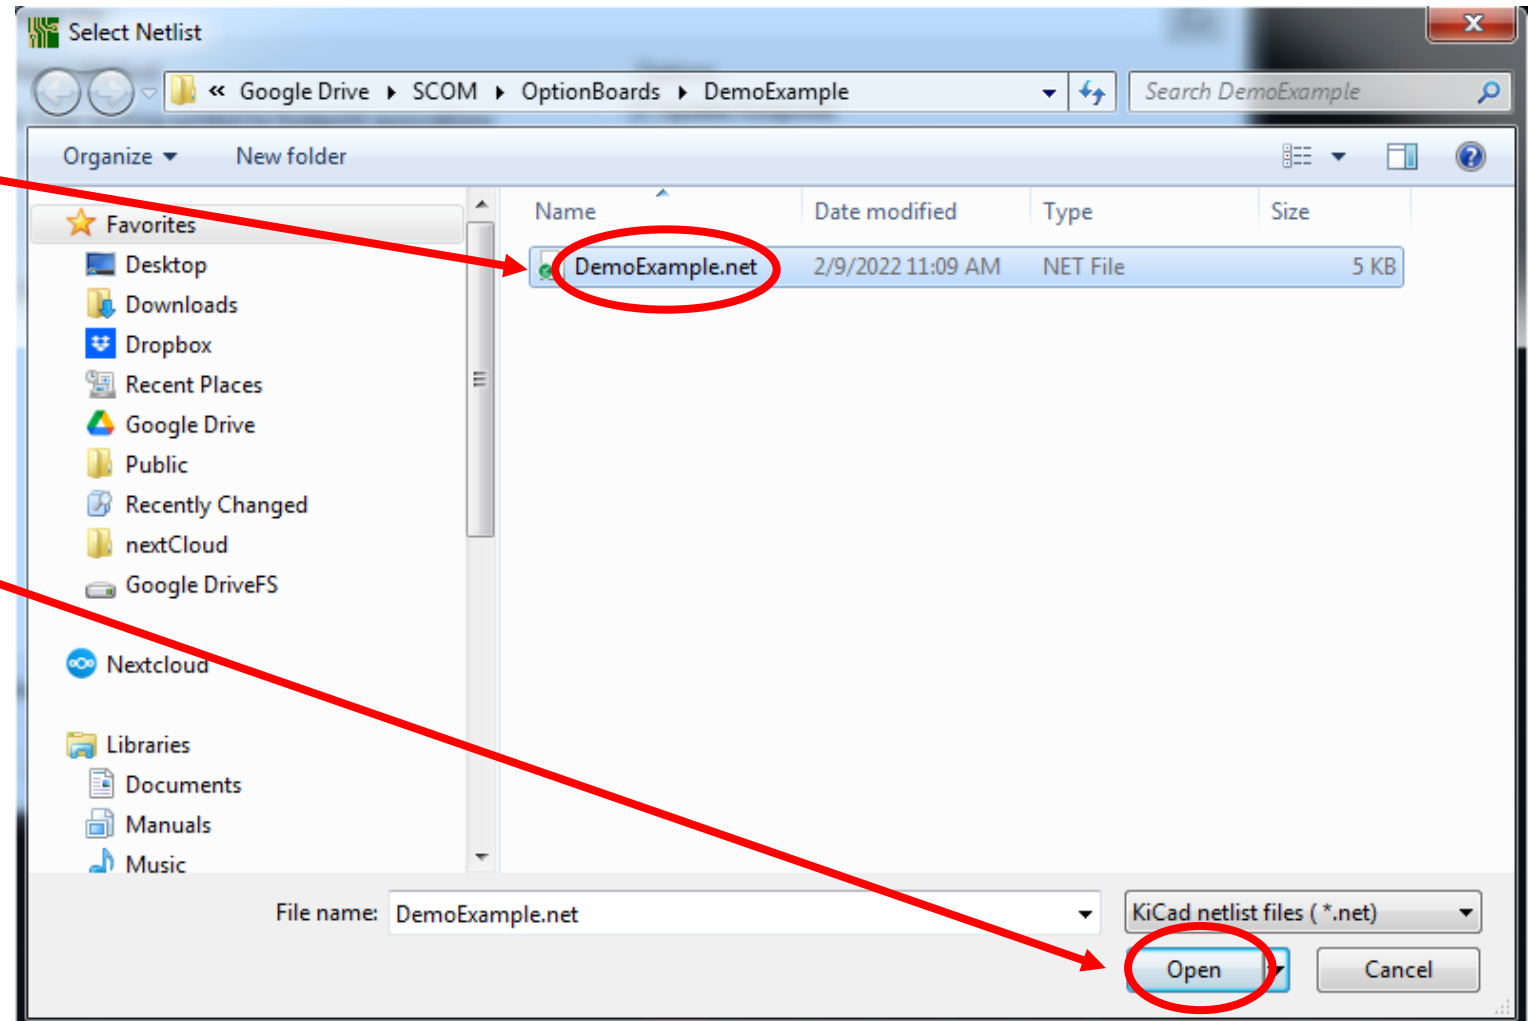 Select Netlist
« Google Drive SCOM OptionBoards DemoExample
Search DemoExample
Organize New folder
Name Date modified Type Size
DemoExample.net 2/9/2022 11:09 AM NET File 5 KB
Favorites
Desktop
Downloads
Dropbox
Recent Places
Google Drive
Public
Recently Changed
nextCloud
Google DriveFS
Nextcloud
Libraries
Documents
Manuals
Music
File name: DemoExample.net
KiCad netlist files ( *.net)
Open Cancel